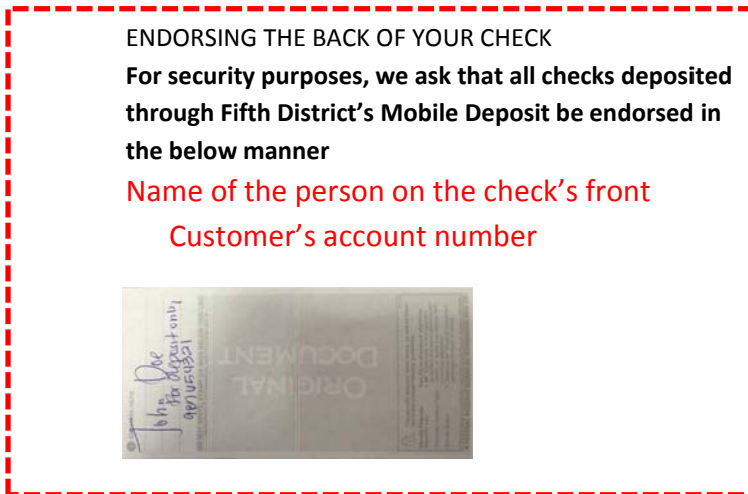 ENDORSING THE BACK OF YOUR CHECK
For security purposes, we ask that all checks deposited
through Fifth District’s Mobile Deposit be endorsed in
the below manner
Name of the person on the check’s front
Customer’s account number
John Doe
For deposit only
987654321
ORIGINAL
DOCUMENT